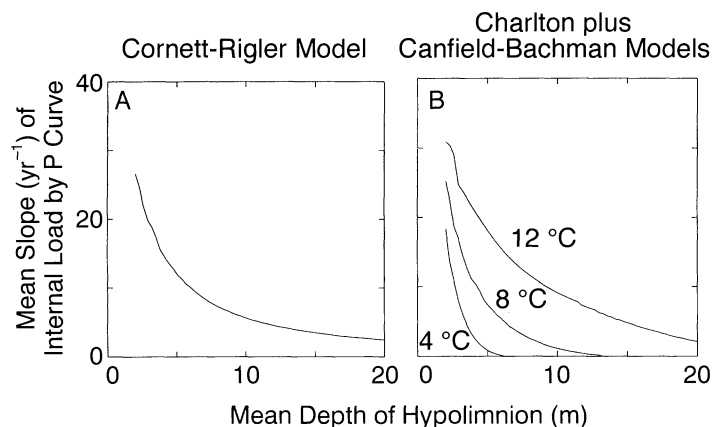 Cornett-Rigler Model
Charlton plus
Canfield-Bachman Models
Mean Slope (yr⁻¹) of
Internal Load by P Curve
40
20
0
A
0 10 20
B
12 °C
8 °C
4 °C
0 10 20
Mean Depth of Hypolimnion (m)